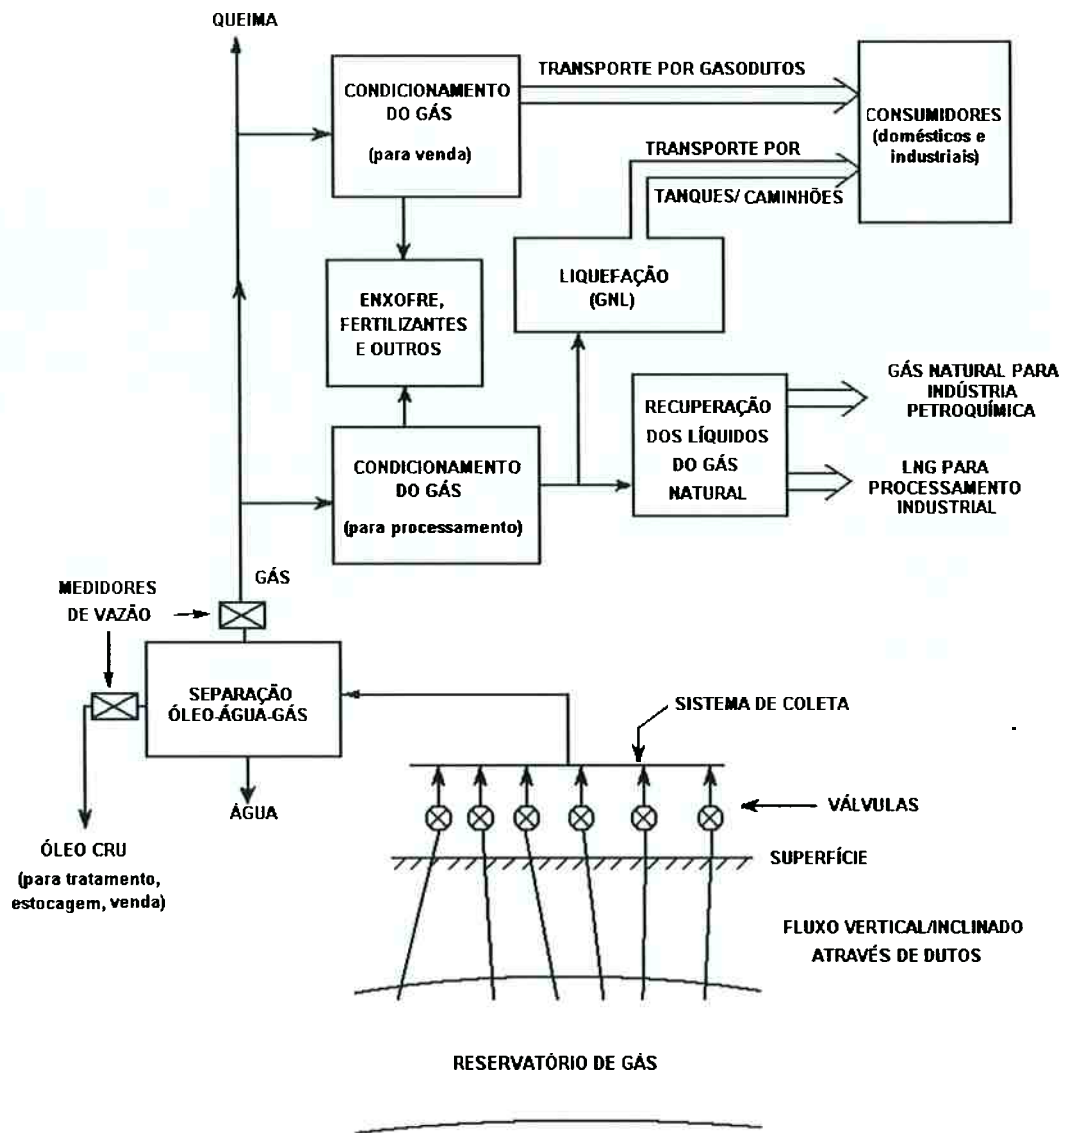 QUEIMA
CONDICIONAMENTO
DO GÁS
(para venda)
TRANSPORTE POR GASODUTOS
CONSUMIDORES
(domésticos e
industriais)
TRANSPORTE POR
TANQUES/ CAMINHÕES
ENXOFRE,
FERTILIZANTES
E OUTROS
LIQUEFAÇÃO
(GNL)
CONDICIONAMENTO
DO GÁS
(para processamento)
RECUPERAÇÃO
DOS LÍQUIDOS
DO GÁS
NATURAL
GÁS NATURAL PARA
INDÚSTRIA
PETROQUÍMICA
LNG PARA
PROCESSAMENTO
INDUSTRIAL
GÁS
MEDIDORES
DE VAZÃO
SEPARAÇÃO
ÓLEO-ÁGUA-GÁS
ÁGUA
ÓLEO CRU
(para tratamento,
estocagem, venda)
SISTEMA DE COLETA
VÁLVULAS
SUPERFÍCIE
FLUXO VERTICAL/INCLINADO
ATRAVÉS DE DUTOS
RESERVATÓRIO DE GÁS